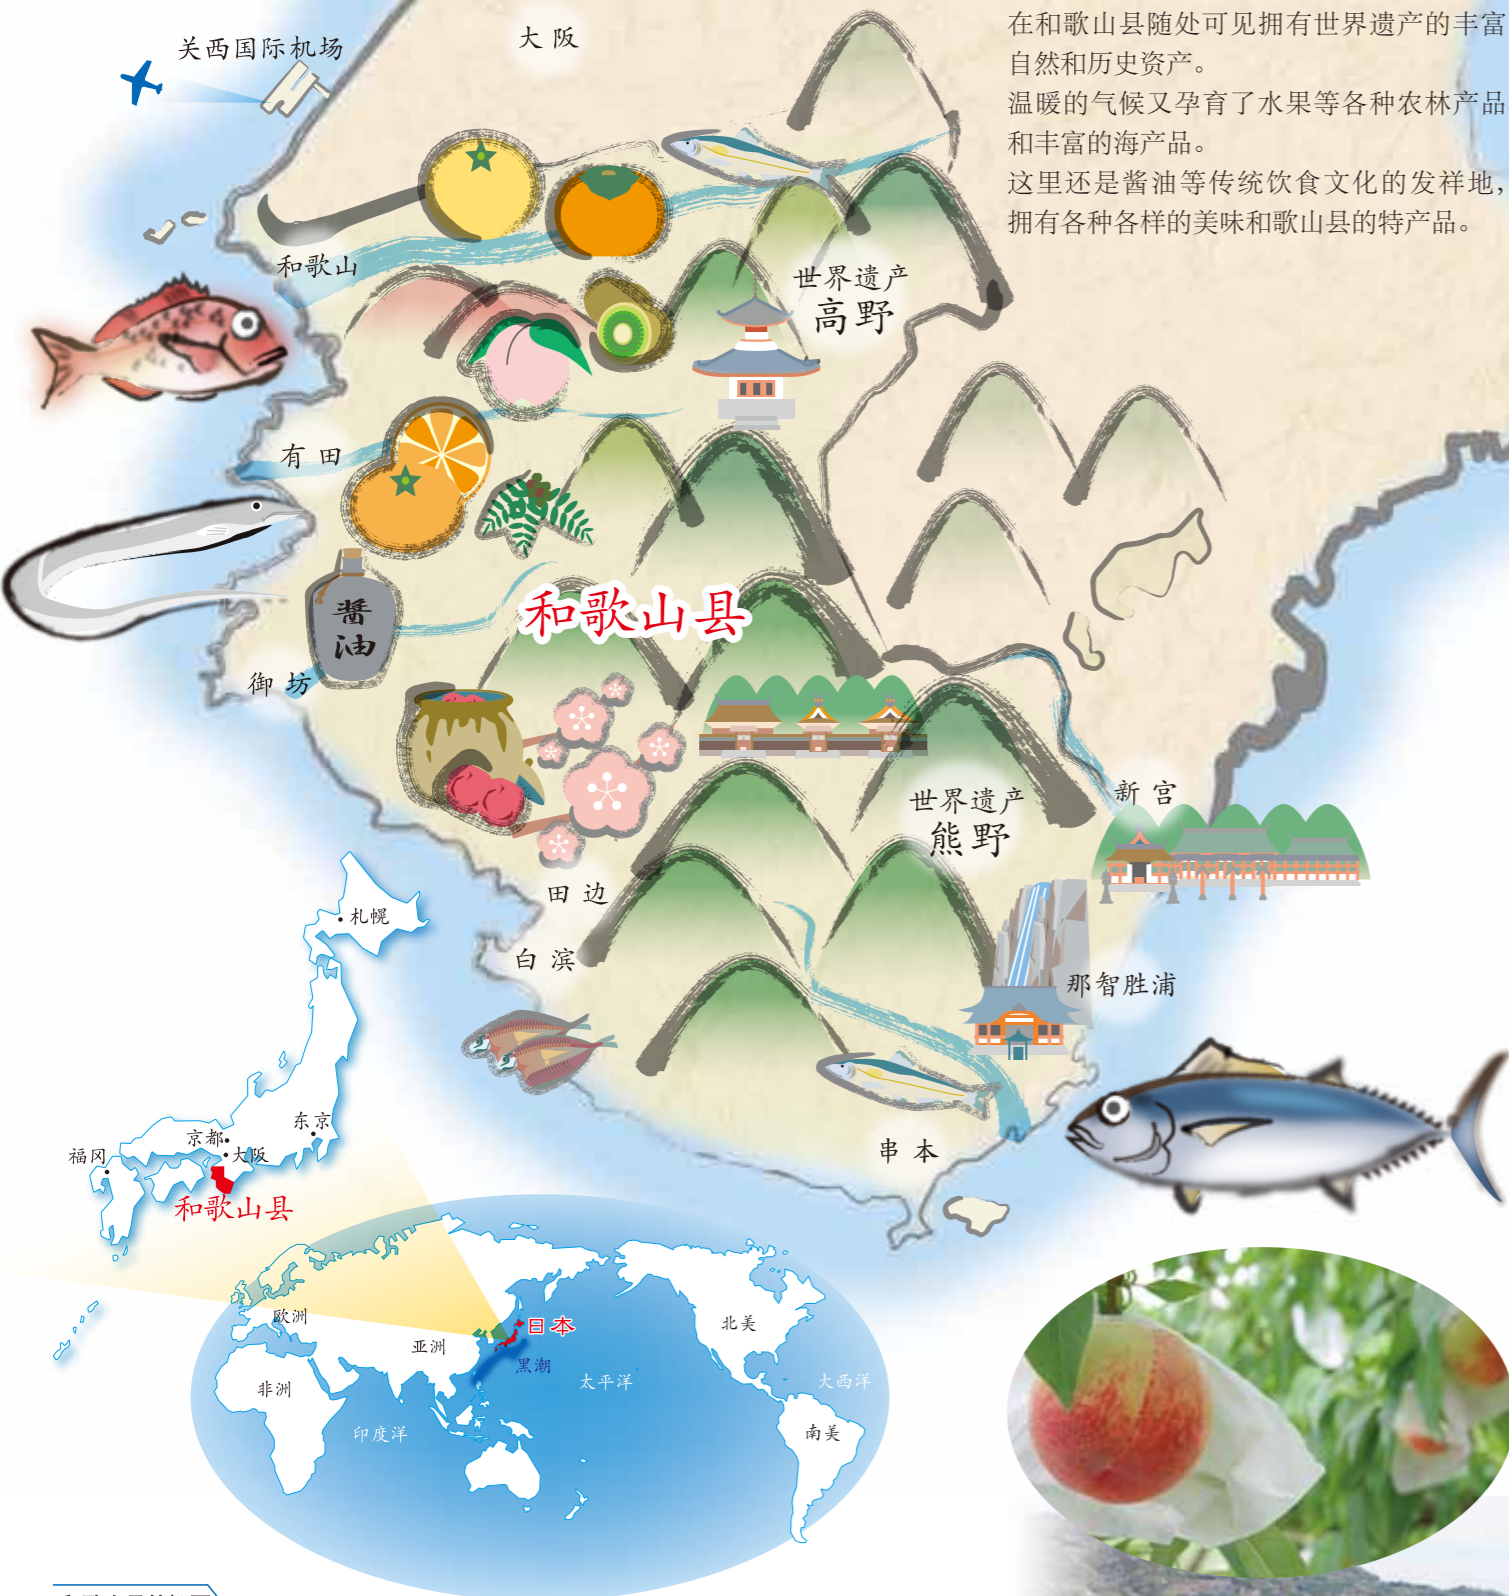 在和歌山县随处可见拥有世界遗产的丰富
自然和历史资产。
温暖的气候又孕育了水果等各种农林产品
和丰富的海产品。
这里还是酱油等传统饮食文化的发祥地，
拥有各种各样的美味和歌山县的特产品。
大阪
关西国际机场
和歌山
世界遗产
高野
有田
醬
油
和歌山县
御坊
世界遗产
熊野
新宫
田边
白滨
那智胜浦
串本
札幌
东京
京都
大阪
福冈
和歌山县
欧洲
亚洲
日本
黑潮
北美
非洲
太平洋
大西洋
印度洋
南美